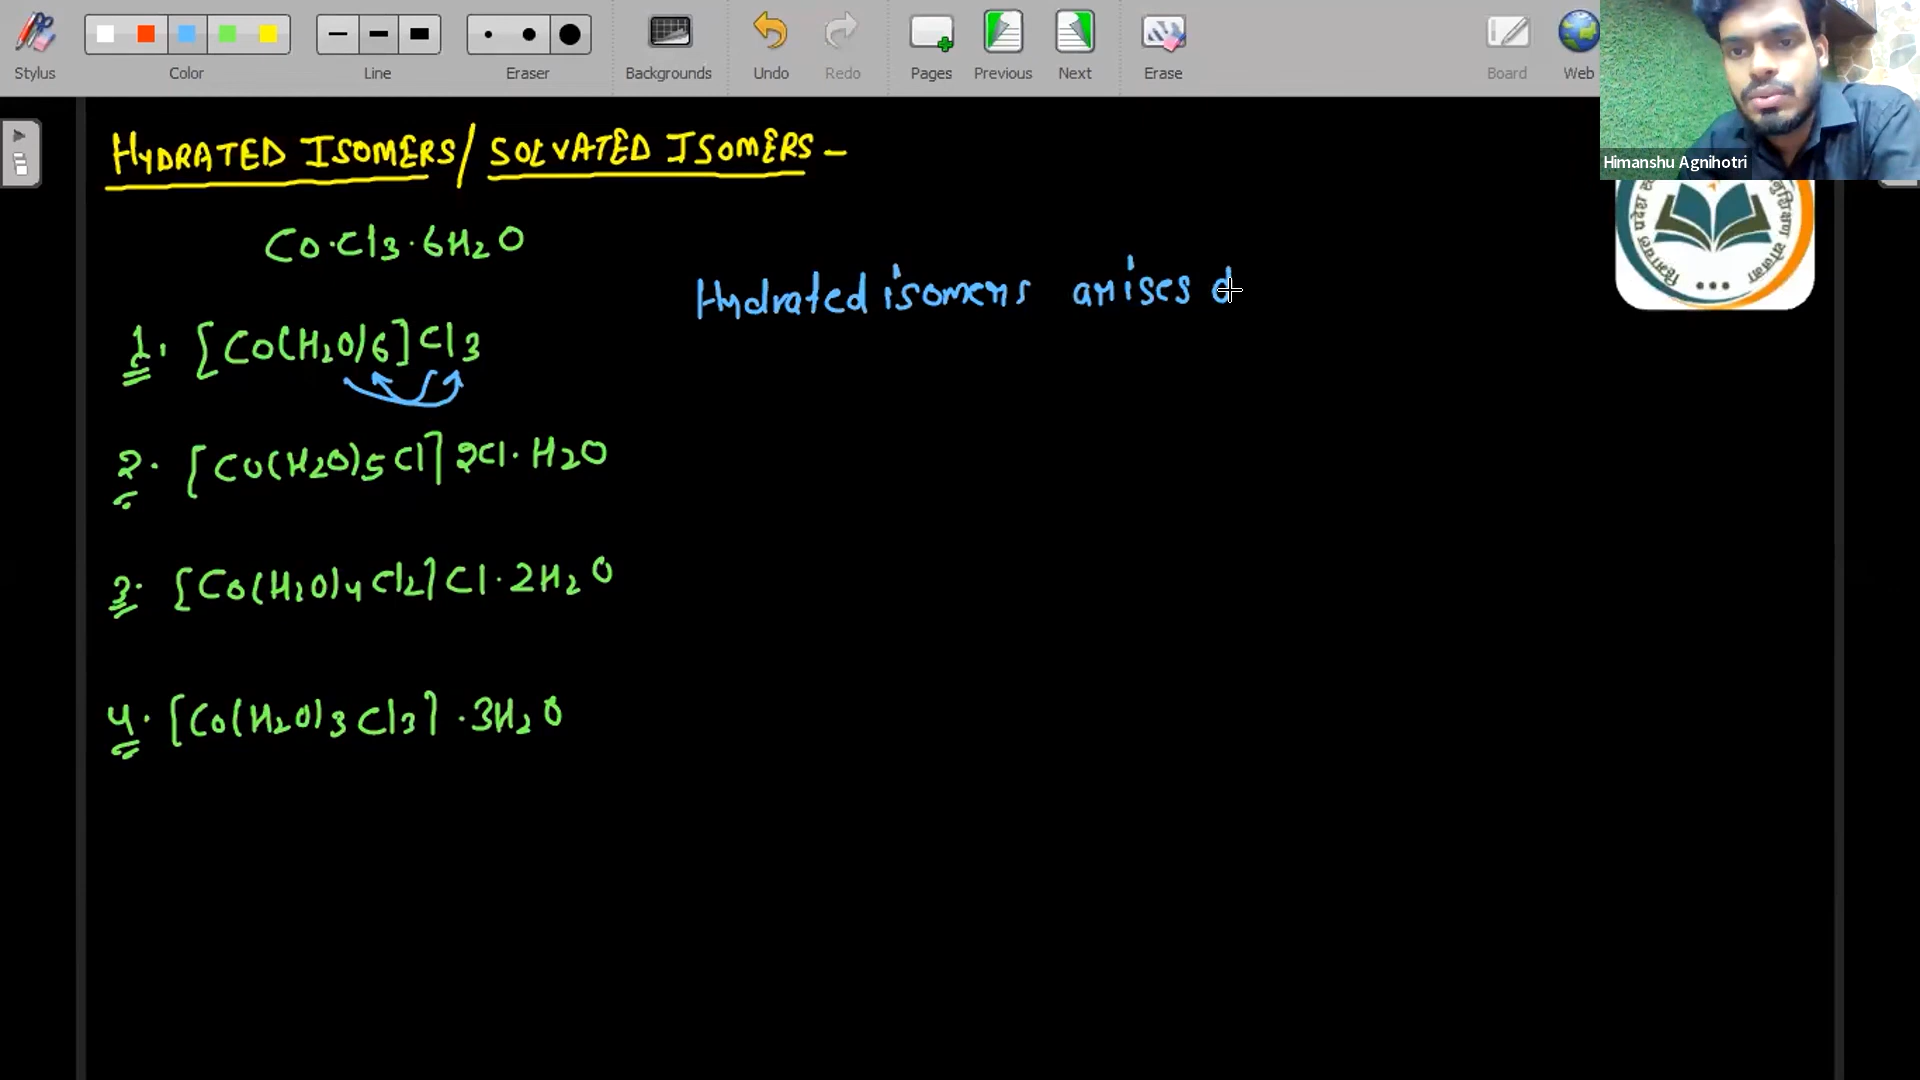 Stylus Color Line Eraser Backgrounds Undo Redo Pages Previous Next Erase Board Web
Himanshu Agnihotri
HYDRATED ISOMERS/ SOLVATED ISOMERS -
Co·Cl3·6H2O
Hydrated isomers arises d
1. [Co(H2O)6]Cl3
2. [Co(H2O)5Cl]2Cl·H2O
3. [Co(H2O)4Cl2]Cl·2H2O
4. [Co(H2O)3Cl3]·3H2O